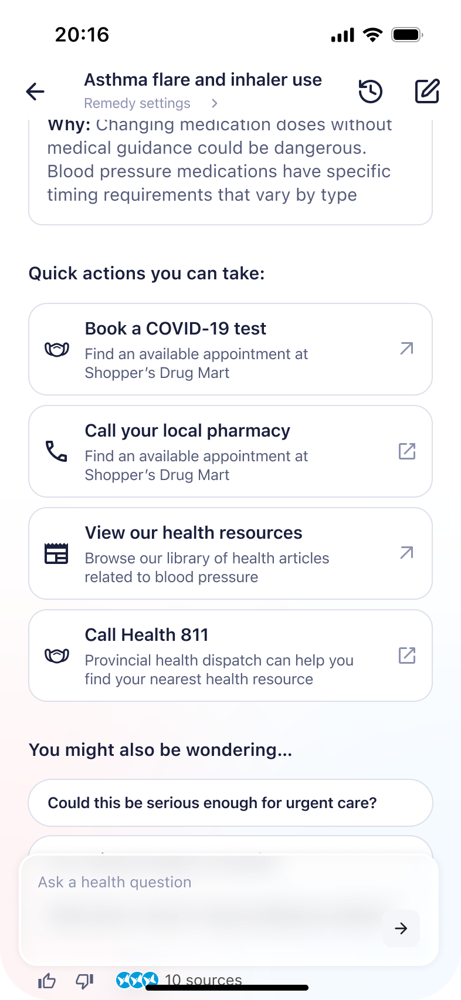 20:16
Asthma flare and inhaler use
Remedy settings
Why: Changing medication doses without
medical guidance could be dangerous.
Blood pressure medications have specific
timing requirements that vary by type
Quick actions you can take:
Book a COVID-19 test
Find an available appointment at
Shopper’s Drug Mart
Call your local pharmacy
Find an available appointment at
Shopper’s Drug Mart
View our health resources
Browse our library of health articles
related to blood pressure
Call Health 811
Provincial health dispatch can help you
find your nearest health resource
You might also be wondering...
Could this be serious enough for urgent care?
Ask a health question
10 sources